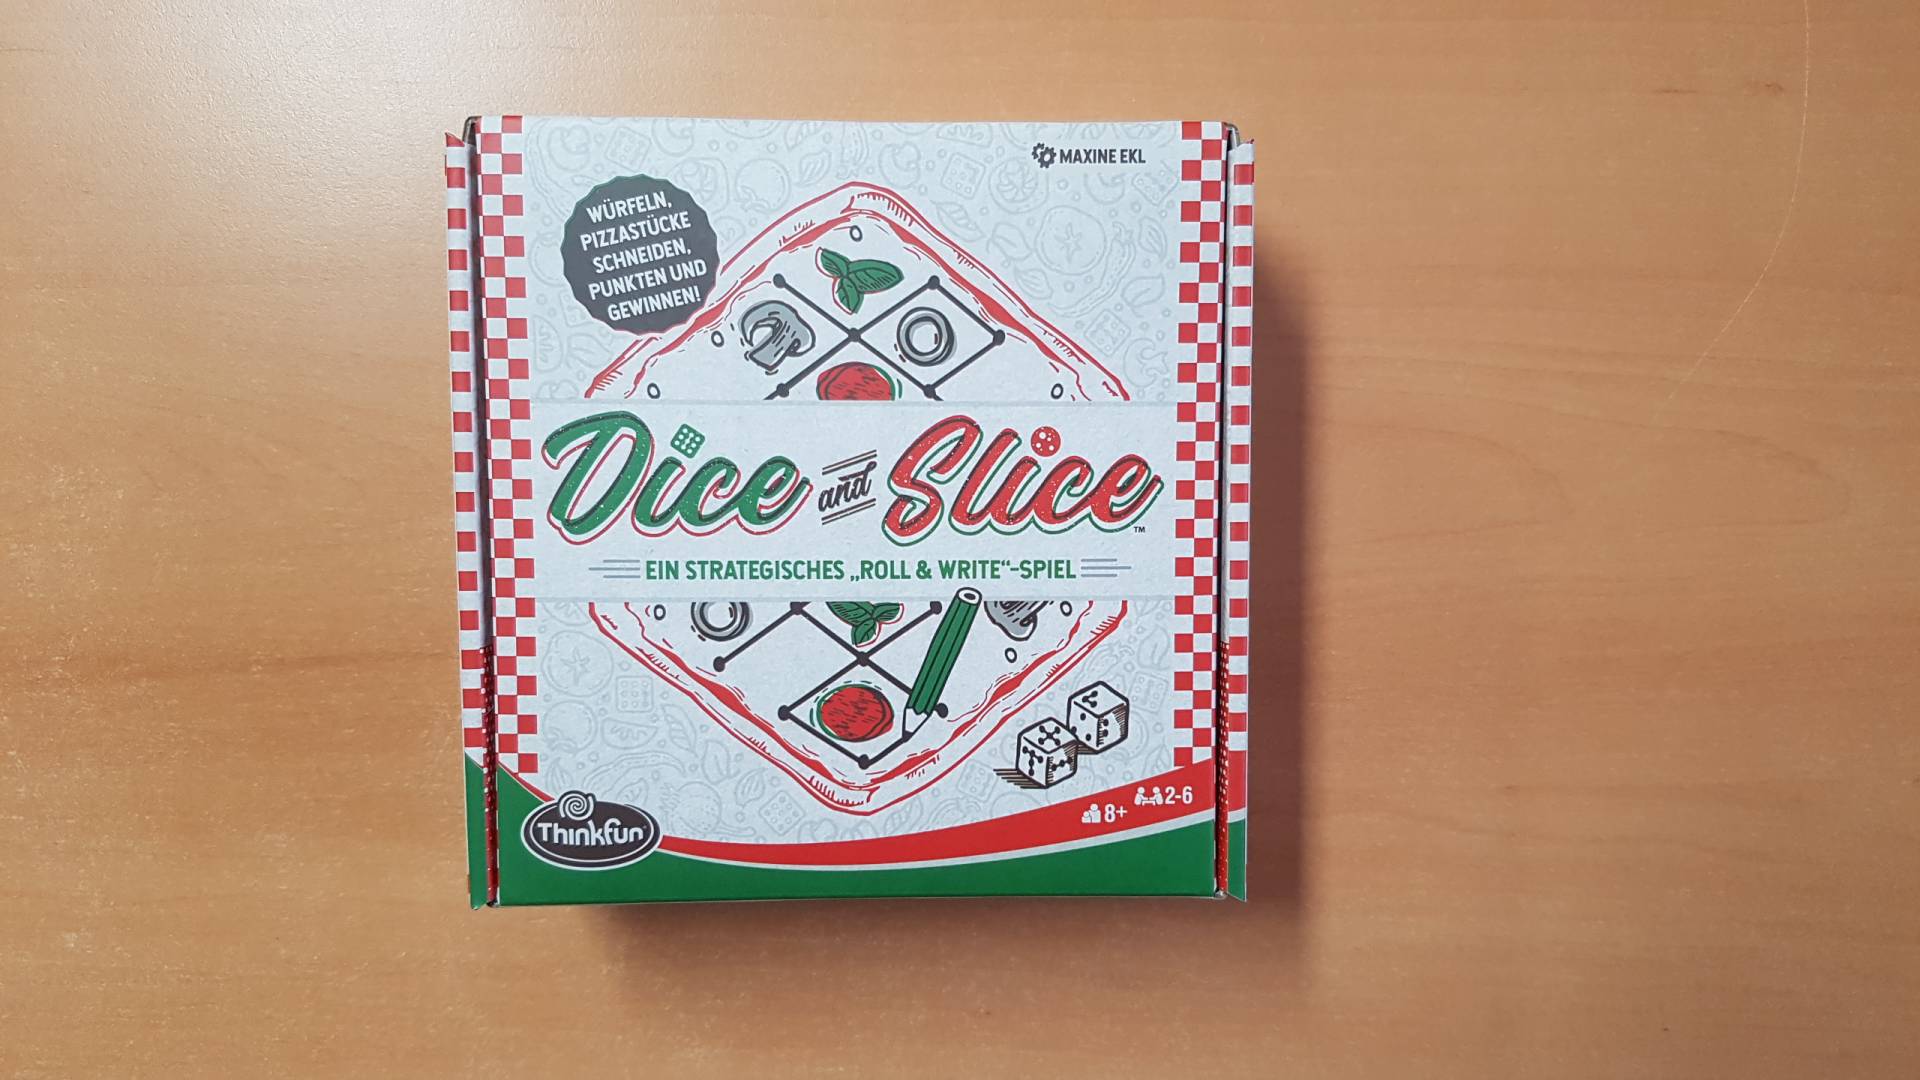 MAXINE EKL
WÜRFELN,
PIZZASTÜCKE
SCHNEIDEN,
PUNKTEN UND
GEWINNEN!
Dice and Slice™
EIN STRATEGISCHES „ROLL & WRITE“-SPIEL
8+
2-6
Thinkfun